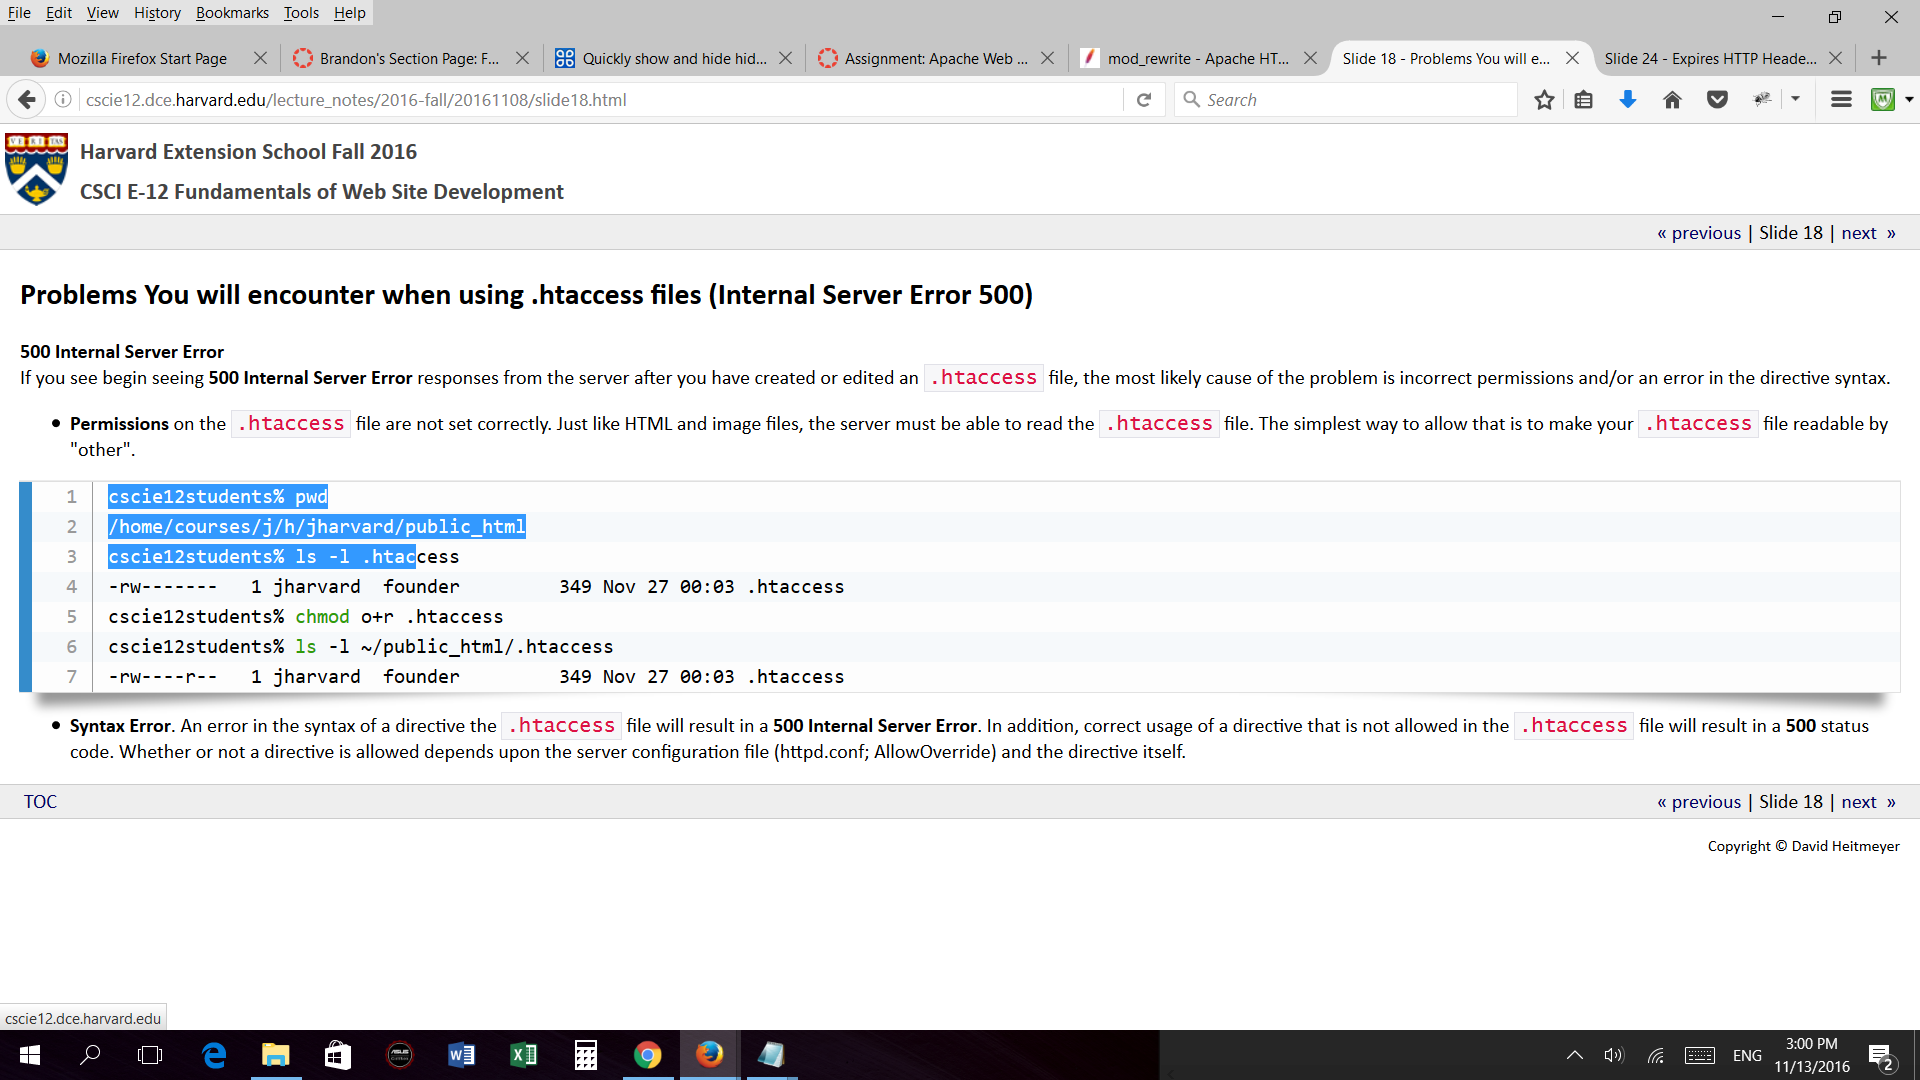 File Edit View History Bookmarks Tools Help
Mozilla Firefox Start Page
Brandon's Section Page: F...
Quickly show and hide hid...
Assignment: Apache Web ...
mod_rewrite - Apache HT...
Slide 18 - Problems You will e...
Slide 24 - Expires HTTP Heade...
cscie12.dce.harvard.edu/lecture_notes/2016-fall/20161108/slide18.html
Search
Harvard Extension School Fall 2016
CSCI E-12 Fundamentals of Web Site Development
« previous | Slide 18 | next »
Problems You will encounter when using .htaccess files (Internal Server Error 500)
500 Internal Server Error
If you see begin seeing 500 Internal Server Error responses from the server after you have created or edited an .htaccess file, the most likely cause of the problem is incorrect permissions and/or an error in the directive syntax.
• Permissions on the .htaccess file are not set correctly. Just like HTML and image files, the server must be able to read the .htaccess file. The simplest way to allow that is to make your .htaccess file readable by
"other".
1 cscie12students% pwd
2 /home/courses/j/h/jharvard/public_html
3 cscie12students% ls -l .htaccess
4 -rw------- 1 jharvard founder 349 Nov 27 00:03 .htaccess
5 cscie12students% chmod o+r .htaccess
6 cscie12students% ls -l ~/public_html/.htaccess
7 -rw----r-- 1 jharvard founder 349 Nov 27 00:03 .htaccess
• Syntax Error. An error in the syntax of a directive the .htaccess file will result in a 500 Internal Server Error. In addition, correct usage of a directive that is not allowed in the .htaccess file will result in a 500 status
code. Whether or not a directive is allowed depends upon the server configuration file (httpd.conf; AllowOverride) and the directive itself.
TOC
« previous | Slide 18 | next »
Copyright © David Heitmeyer
cscie12.dce.harvard.edu
ENG
3:00 PM
11/13/2016
2